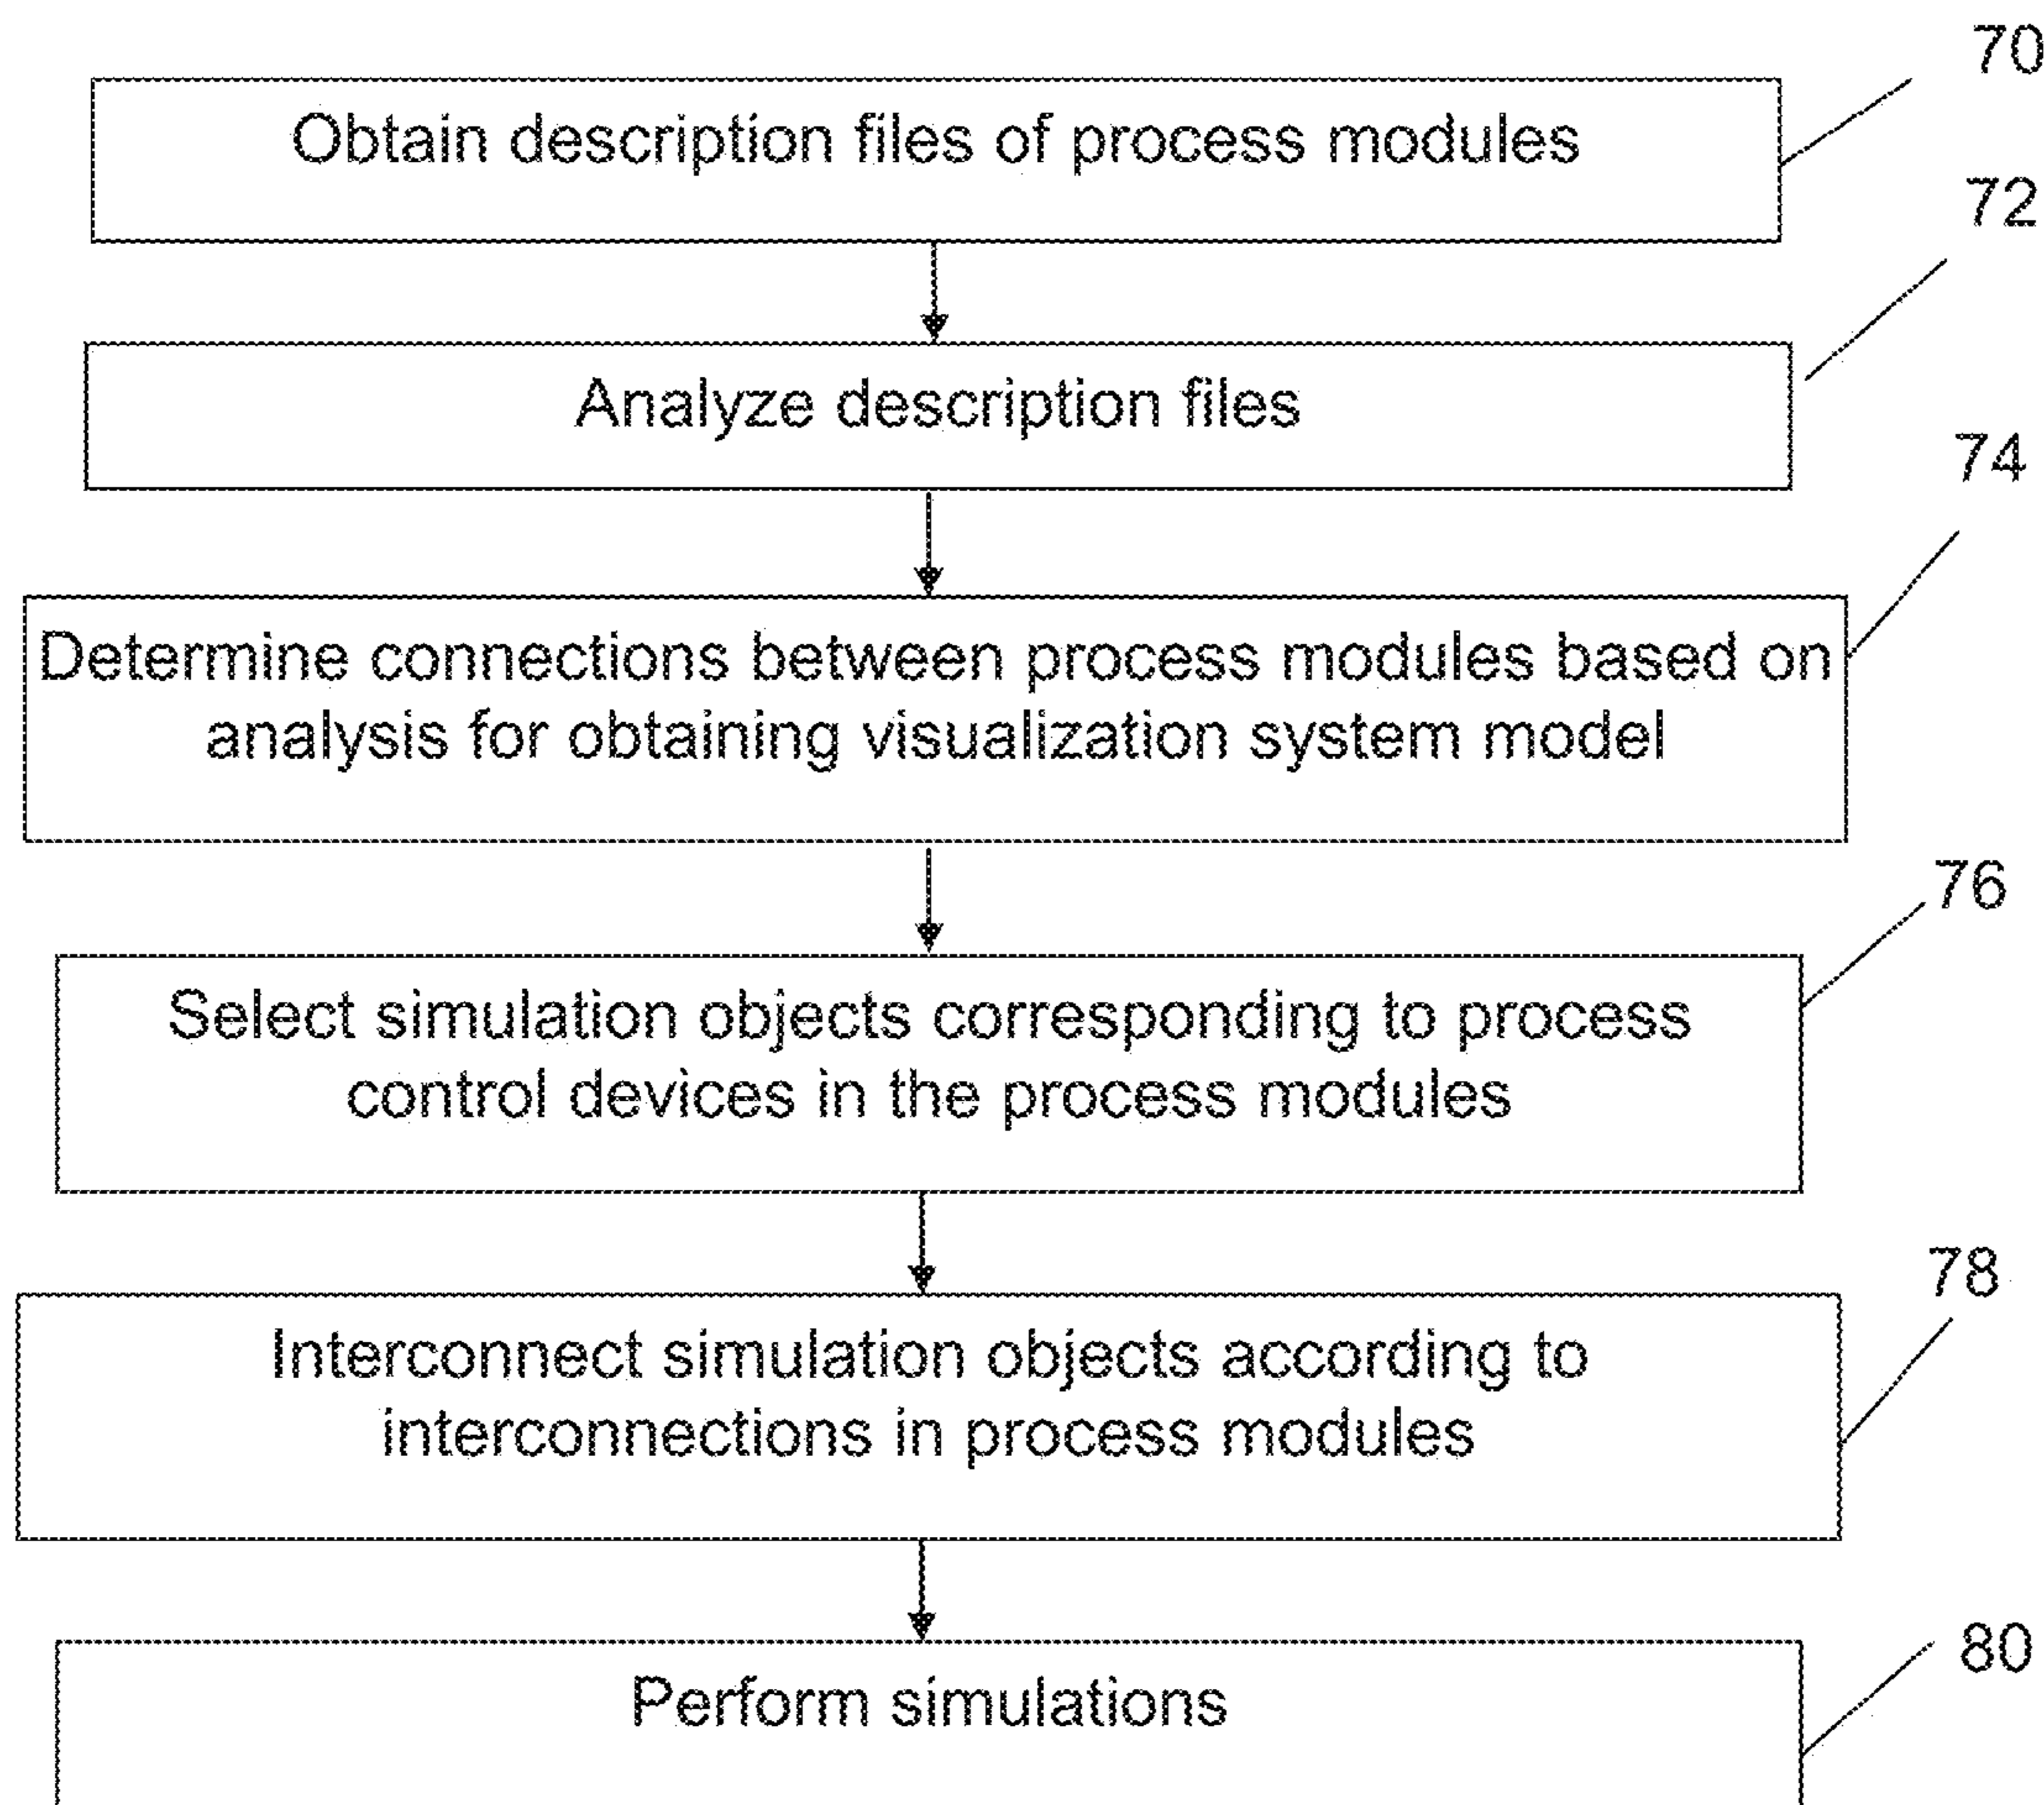 70
Obtain description files of process modules
72
Analyze description files
74
Determine connections between process modules based on
analysis for obtaining visualization system model
76
Select simulation objects corresponding to process
control devices in the process modules
78
Interconnect simulation objects according to
interconnections in process modules
80
Perform simulations